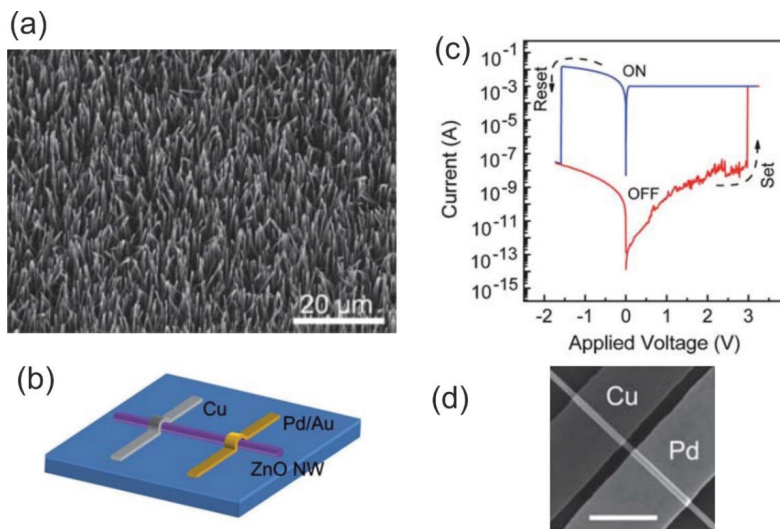 (a)
20 μm
(b)
Cu
Pd/Au
ZnO NW
(c)
10⁻¹
10⁻³
10⁻⁵
10⁻⁷
10⁻⁹
10⁻¹¹
10⁻¹³
10⁻¹⁵
Current (A)
Reset
ON
OFF
Set
-2 -1 0 1 2 3
Applied Voltage (V)
(d)
Cu
Pd